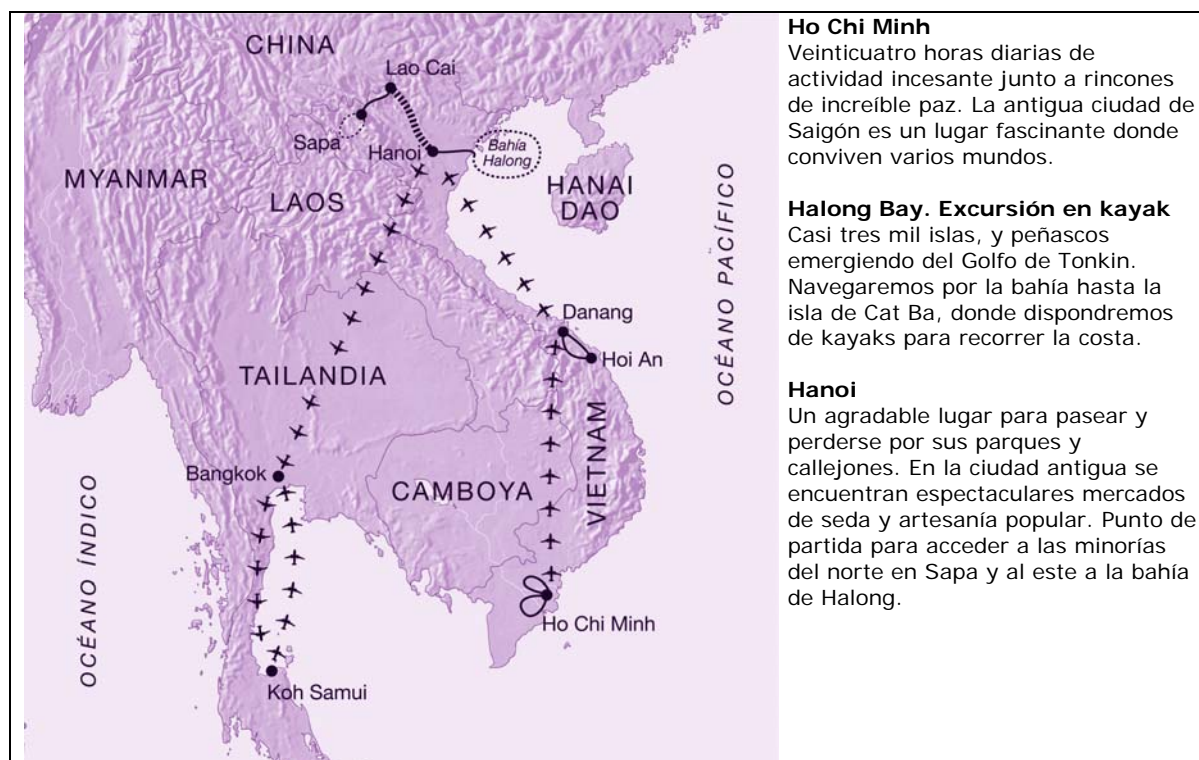 CHINA
Lao Cai
Sapa
Hanoi
Bahía
Halong
MYANMAR
LAOS
HANAI
DAO
OCÉANO PACÍFICO
Danang
Hoi An
TAILANDIA
Bangkok
CAMBOYA
VIETNAM
OCÉANO ÍNDICO
Ho Chi Minh
Koh Samui
Ho Chi Minh
Veinticuatro horas diarias de
actividad incesante junto a rincones
de increíble paz. La antigua ciudad de
Saigón es un lugar fascinante donde
conviven varios mundos.
Halong Bay. Excursión en kayak
Casi tres mil islas, y peñascos
emergiendo del Golfo de Tonkin.
Navegaremos por la bahía hasta la
isla de Cat Ba, donde dispondremos
de kayaks para recorrer la costa.
Hanoi
Un agradable lugar para pasear y
perderse por sus parques y
callejones. En la ciudad antigua se
encuentran espectaculares mercados
de seda y artesanía popular. Punto de
partida para acceder a las minorías
del norte en Sapa y al este a la bahía
de Halong.